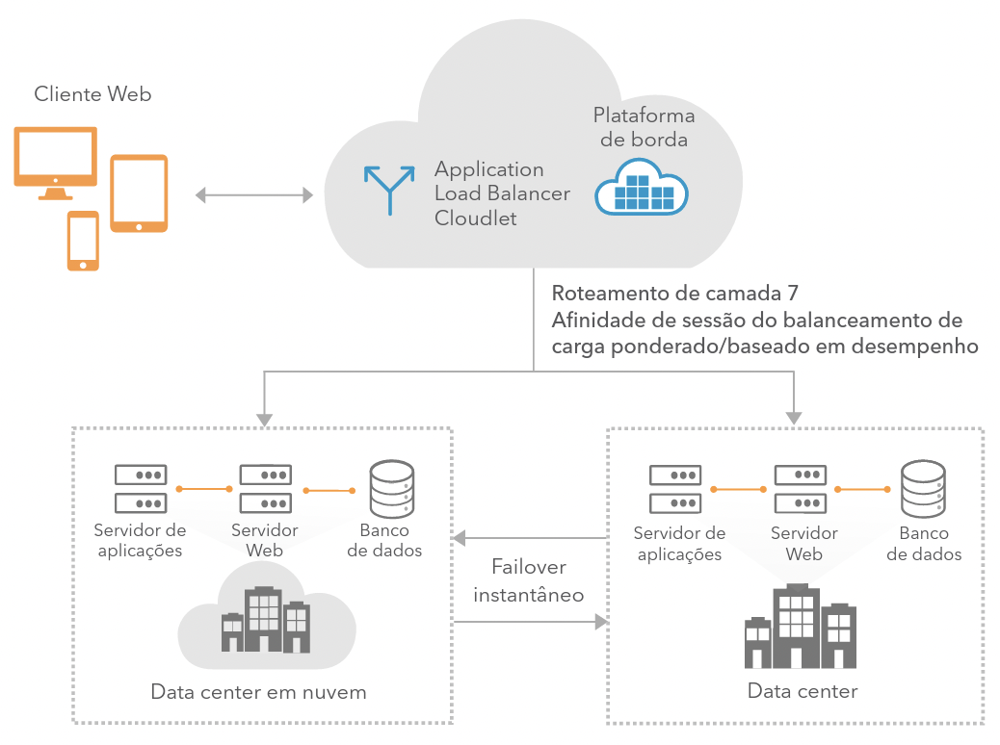 Cliente Web
Plataforma
de borda
Application
Load Balancer
Cloudlet
Roteamento de camada 7
Afinidade de sessão do balanceamento de
carga ponderado/baseado em desempenho
Servidor de
aplicações
Servidor
Web
Banco
de dados
Data center em nuvem
Failover
instantâneo
Servidor de
aplicações
Servidor
Web
Banco
de dados
Data center